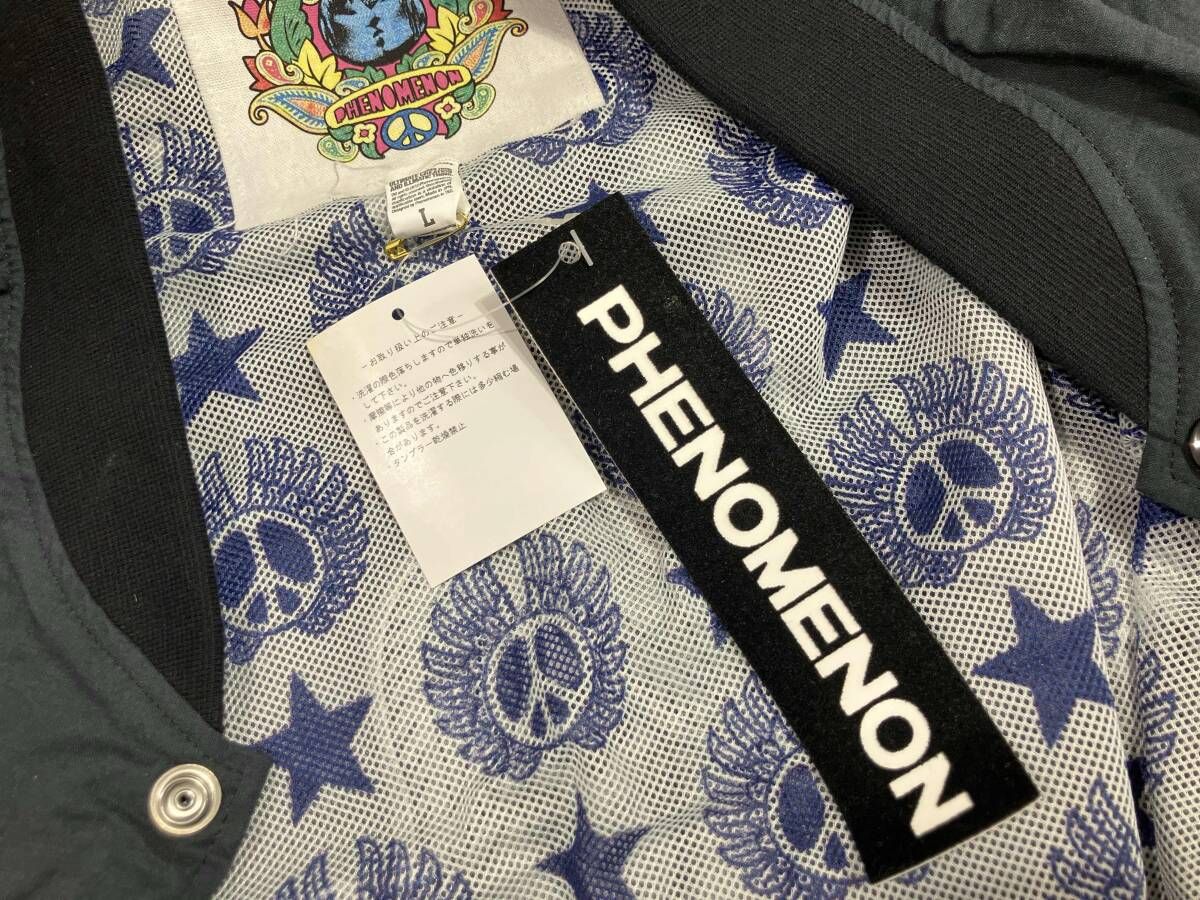 PHENOMENON
L
－お取り扱い上のご注意－
・洗濯の際色落ちしますので単独洗いを
して下さい。
・摩擦等により他の物へ色移りする事が
ありますのでご注意下さい。
・この製品を洗濯する際には多少縮む場
合があります。
・タンブラー乾燥禁止
PHENOMENON